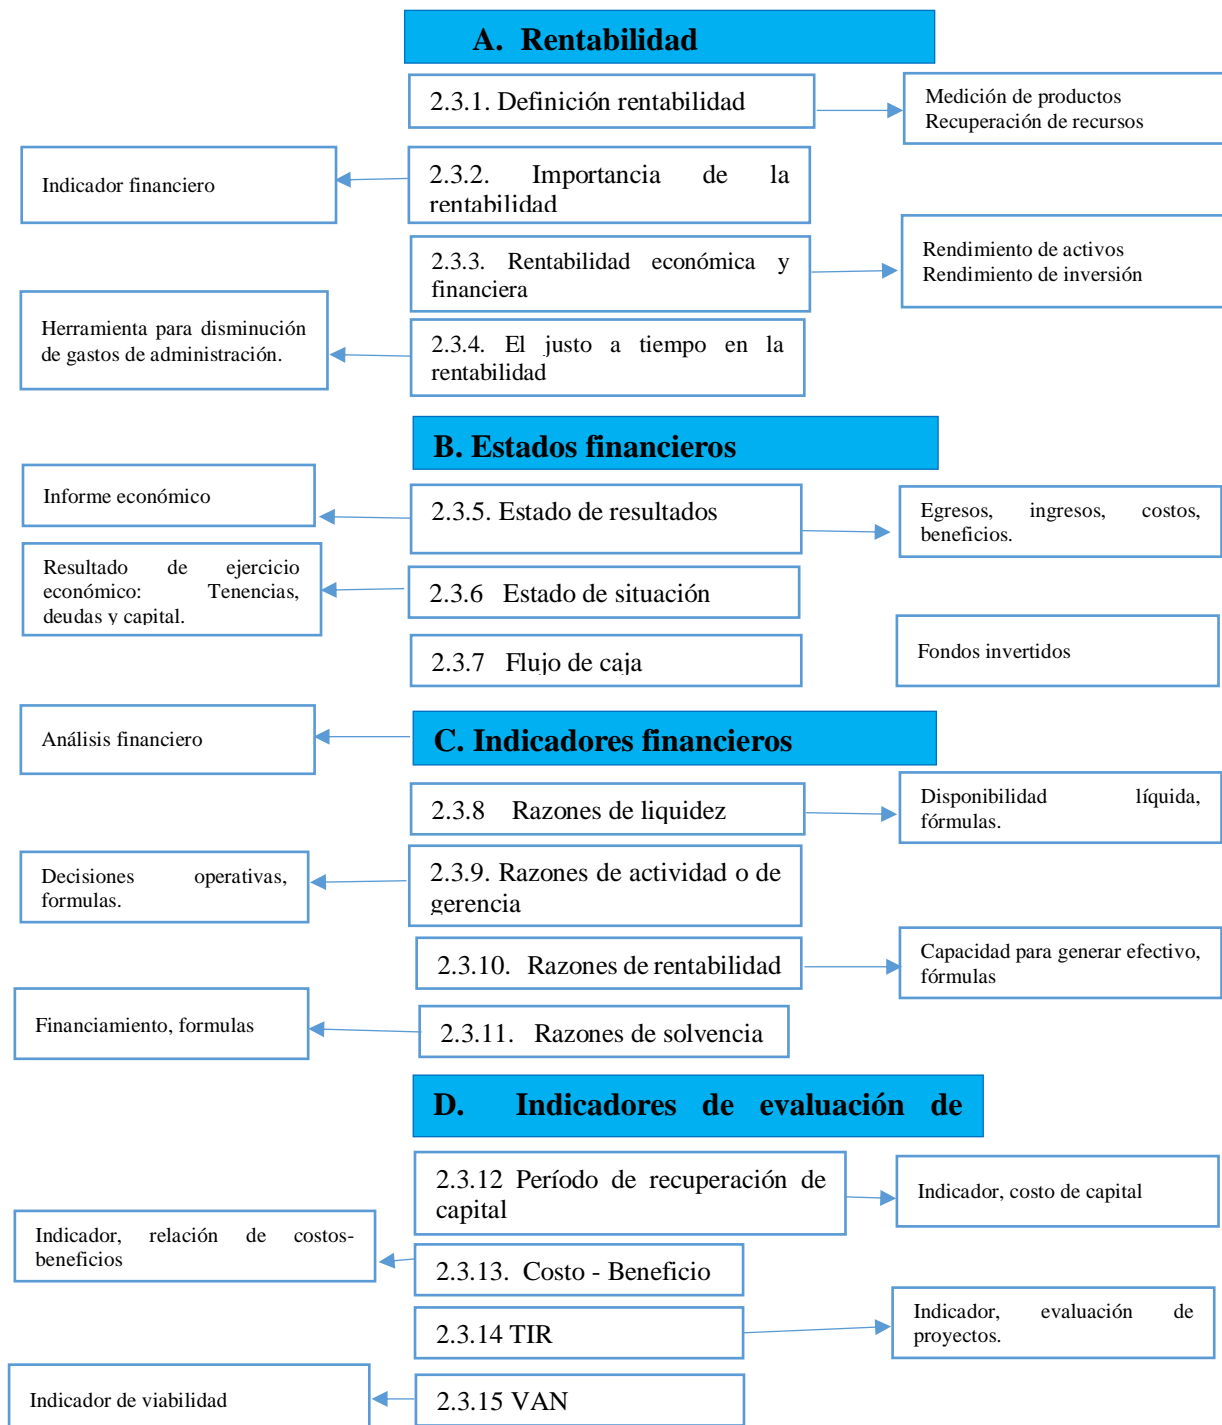 A. Rentabilidad
2.3.1. Definición rentabilidad
Medición de productos
Recuperación de recursos
Indicador financiero
2.3.2. Importancia de la
rentabilidad
2.3.3. Rentabilidad económica y
financiera
Rendimiento de activos
Rendimiento de inversión
Herramienta para disminución
de gastos de administración.
2.3.4. El justo a tiempo en la
rentabilidad
B. Estados financieros
Informe económico
2.3.5. Estado de resultados
Egresos, ingresos, costos,
beneficios.
Resultado de ejercicio
económico: Tenencias,
deudas y capital.
2.3.6 Estado de situación
2.3.7 Flujo de caja
Fondos invertidos
Análisis financiero
C. Indicadores financieros
2.3.8 Razones de liquidez
Disponibilidad líquida,
fórmulas.
Decisiones operativas,
formulas.
2.3.9. Razones de actividad o de
gerencia
2.3.10. Razones de rentabilidad
Capacidad para generar efectivo,
fórmulas
Financiamiento, formulas
2.3.11. Razones de solvencia
D. Indicadores de evaluación de
2.3.12 Período de recuperación de
capital
Indicador, costo de capital
Indicador, relación de costos-
beneficios
2.3.13. Costo - Beneficio
2.3.14 TIR
Indicador, evaluación de
proyectos.
Indicador de viabilidad
2.3.15 VAN